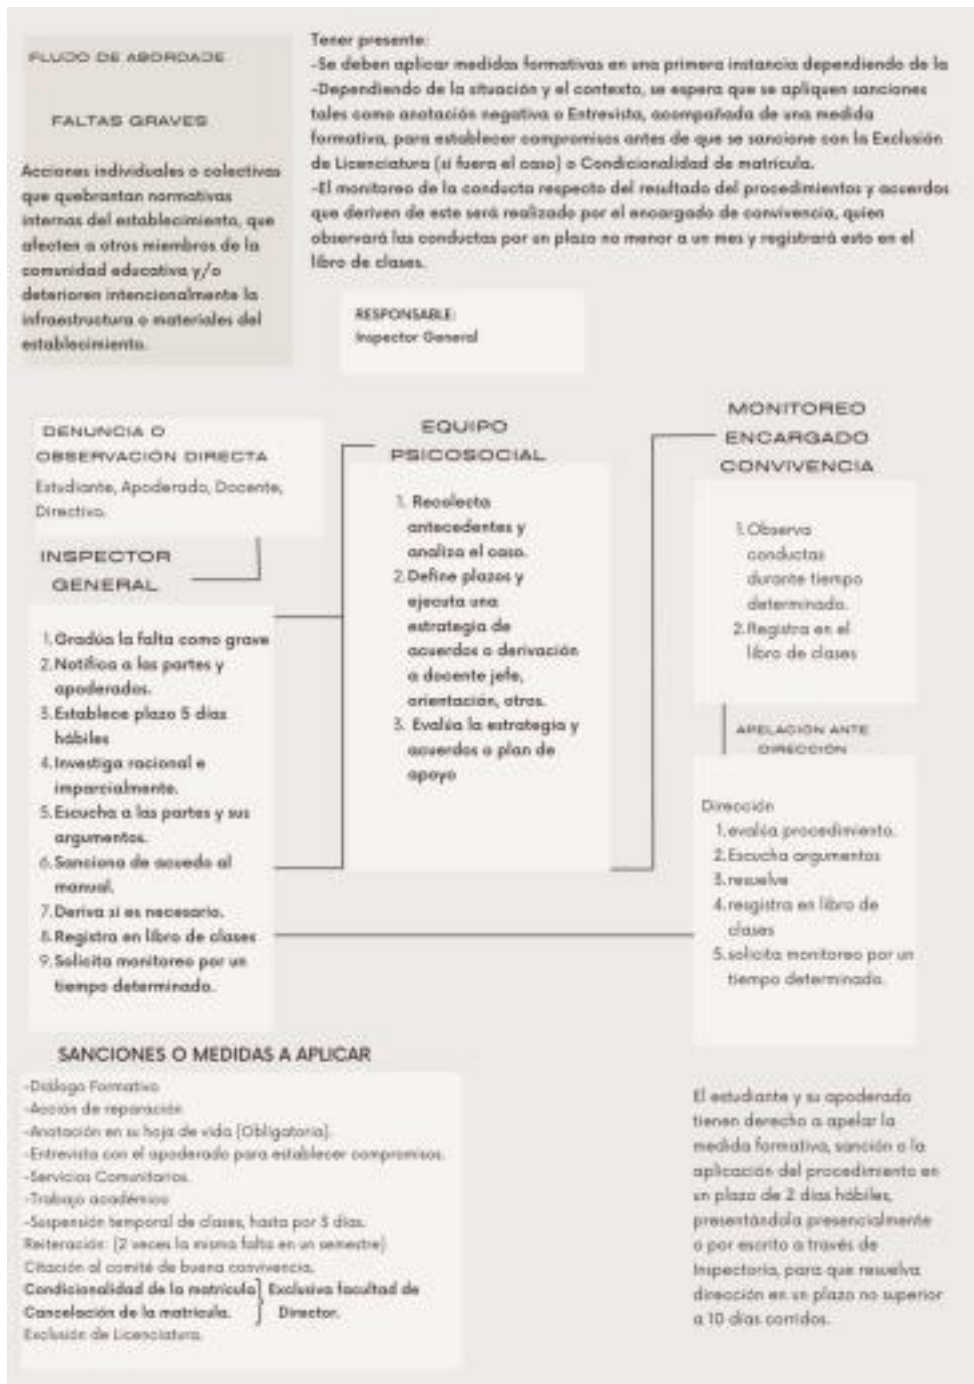 FLUJO DE ABORDAJE
FALTAS GRAVES
Acciones individuales o colectivas
que quebrantan normativas
internas del establecimiento, que
afecten a otros miembros de la
comunidad educativa y/o
deterioren intencionalmente la
infraestructura o materiales del
establecimiento.
Tener presente:
-Se deben aplicar medidas formativas en una primera instancia dependiendo de la
-Dependiendo de la situación y el contexto, se espera que se apliquen sanciones
tales como anotación negativa o Entrevista, acompañada de una medida
formativa, para establecer compromisos antes de que se sancione con la Exclusión
de Licenciatura (si fuera el caso) o Condicionalidad de matrícula.
-El monitoreo de la conducta respecto del resultado del procedimientos y acuerdos
que deriven de este será realizado por el encargado de convivencia, quien
observará las conductas por un plazo no menor a un mes y registrará esto en el
libro de clases.
RESPONSABLE:
Inspector General
DENUNCIA O
OBSERVACIÓN DIRECTA
Estudiante, Apoderado, Docente,
Directivo.
INSPECTOR
GENERAL
1. Gradúa la falta como grave
2. Notifica a las partes y
apoderados.
3. Establece plazo 5 días
hábiles
4. Investiga racional e
imparcialmente.
5. Escucha a las partes y sus
argumentos.
6. Sanciona de acuedo al
manual.
7. Deriva si es necesario.
8. Registra en libro de clases
9. Solicita monitoreo por un
tiempo determinado.
EQUIPO
PSICOSOCIAL
1. Recolecta
antecedentes y
analiza el caso.
2. Define plazos y
ejecuta una
estrategia de
acuerdos o derivación
a docente jefe,
orientación, otros.
3. Evalúa la estrategia y
acuerdos o plan de
apoyo
MONITOREO
ENCARGADO
CONVIVENCIA
1. Observa
conductas
durante tiempo
determinado.
2. Registra en el
libro de clases
APELACIÓN ANTE
DIRECCIÓN
Dirección
1. evalúa procedimiento.
2. Escucha argumentos
3. resuelve
4. resgistra en libro de
clases
5. solicita monitoreo por un
tiempo determinado.
SANCIONES O MEDIDAS A APLICAR
-Diálogo Formativo
-Acción de reparación
-Anotación en su hoja de vida (Obligatoria).
-Entrevista con el apoderado para establecer compromisos.
-Servicios Comunitarios.
-Trabajo académico
-Suspensión temporal de clases, hasta por días.
Reiteración: (2 veces la misma falta en un semestre)
Citación al comité de buena convivencia.
Condicionalidad de la matrícula } Exclusiva facultad de
Cancelación de la matrícula. } Director.
Exclusión de Licenciatura.
El estudiante y su apoderado
tienen derecho a apelar la
medida formativa, sanción o la
aplicación del procedimiento en
un plazo de 2 días hábiles,
presentándola presencialmente
o por escrito a través de
Inspectoría, para que resuelva
dirección en un plazo no superior
a 10 días corridos.